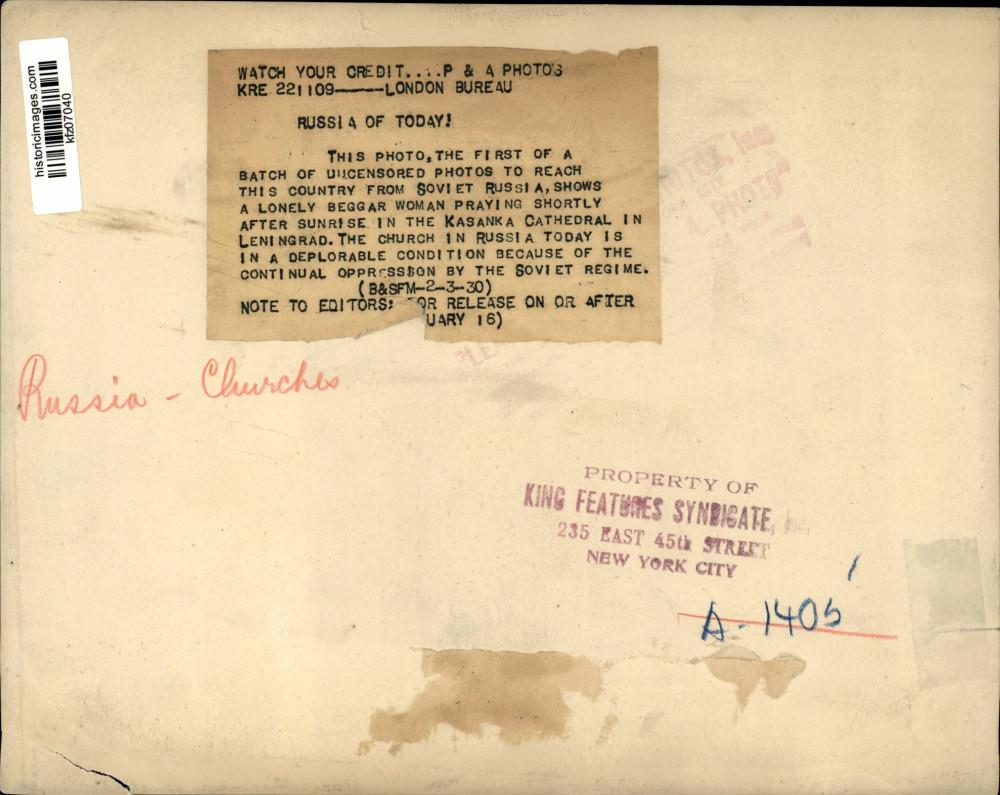 historicimages.com
kfz07040
WATCH YOUR CREDIT....P & A PHOTOS
KRE 221109-----LONDON BUREAU
RUSSIA OF TODAY!
THIS PHOTO, THE FIRST OF A
BATCH OF UNCENSORED PHOTOS TO REACH
THIS COUNTRY FROM SOVIET RUSSIA, SHOWS
A LONELY BEGGAR WOMAN PRAYING SHORTLY
AFTER SUNRISE IN THE KASANKA CATHEDRAL IN
LENINGRAD. THE CHURCH IN RUSSIA TODAY IS
IN A DEPLORABLE CONDITION BECAUSE OF THE
CONTINUAL OPPRESSSON BY THE SOVIET REGIME.
(B&SFM-2-3-30)
NOTE TO EDITORS: OR RELEASE ON OR AFTER
UARY 16)
Russia - Churches
PROPERTY OF
KING FEATURES SYNDICATE, Inc.
235 EAST 45th STREET
NEW YORK CITY
A-1405